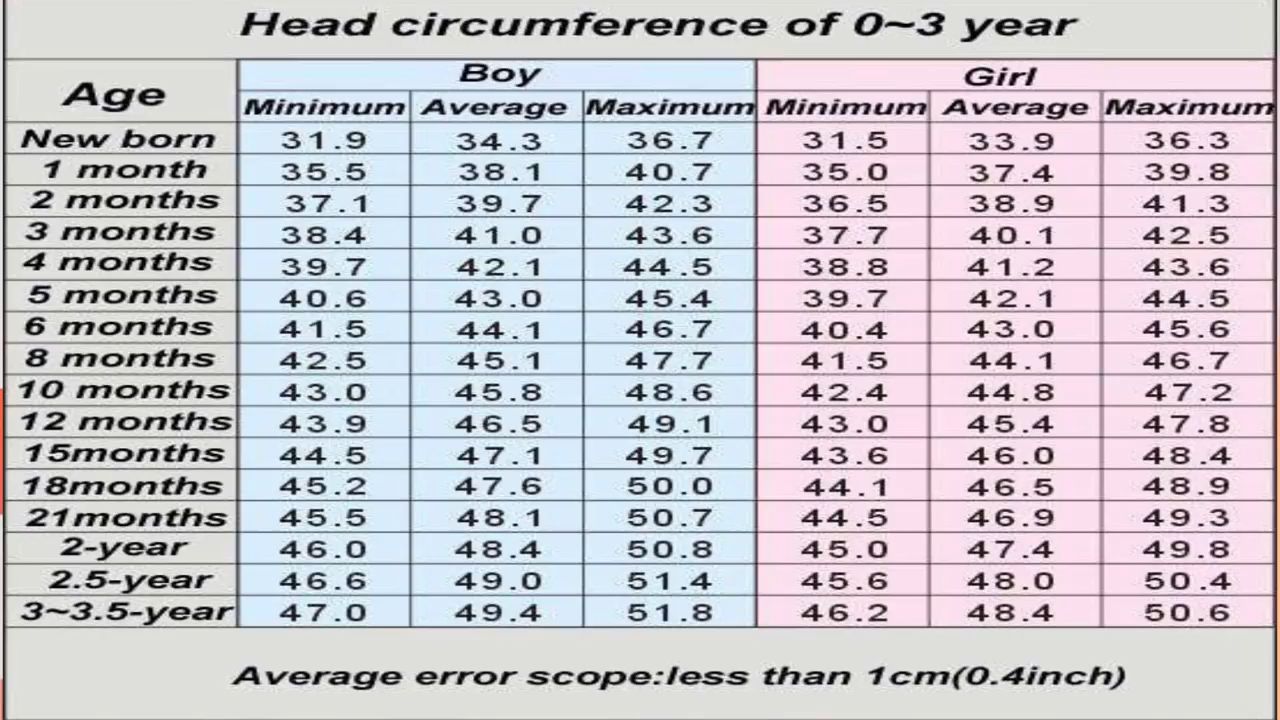 Head circumference of 0~3 year
Age Boy Girl
Minimum Average Maximum Minimum Average Maximum
New born 31.9 34.3 36.7 31.5 33.9 36.3
1 month 35.5 38.1 40.7 35.0 37.4 39.8
2 months 37.1 39.7 42.3 36.5 38.9 41.3
3 months 38.4 41.0 43.6 37.7 40.1 42.5
4 months 39.7 42.1 44.5 38.8 41.2 43.6
5 months 40.6 43.0 45.4 39.7 42.1 44.5
6 months 41.5 44.1 46.7 40.4 43.0 45.6
8 months 42.5 45.1 47.7 41.5 44.1 46.7
10 months 43.0 45.8 48.6 42.4 44.8 47.2
12 months 43.9 46.5 49.1 43.0 45.4 47.8
15months 44.5 47.1 49.7 43.6 46.0 48.4
18months 45.2 47.6 50.0 44.1 46.5 48.9
21months 45.5 48.1 50.7 44.5 46.9 49.3
2-year 46.0 48.4 50.8 45.0 47.4 49.8
2.5-year 46.6 49.0 51.4 45.6 48.0 50.4
3~3.5-year 47.0 49.4 51.8 46.2 48.4 50.6
Average error scope:less than 1cm(0.4inch)